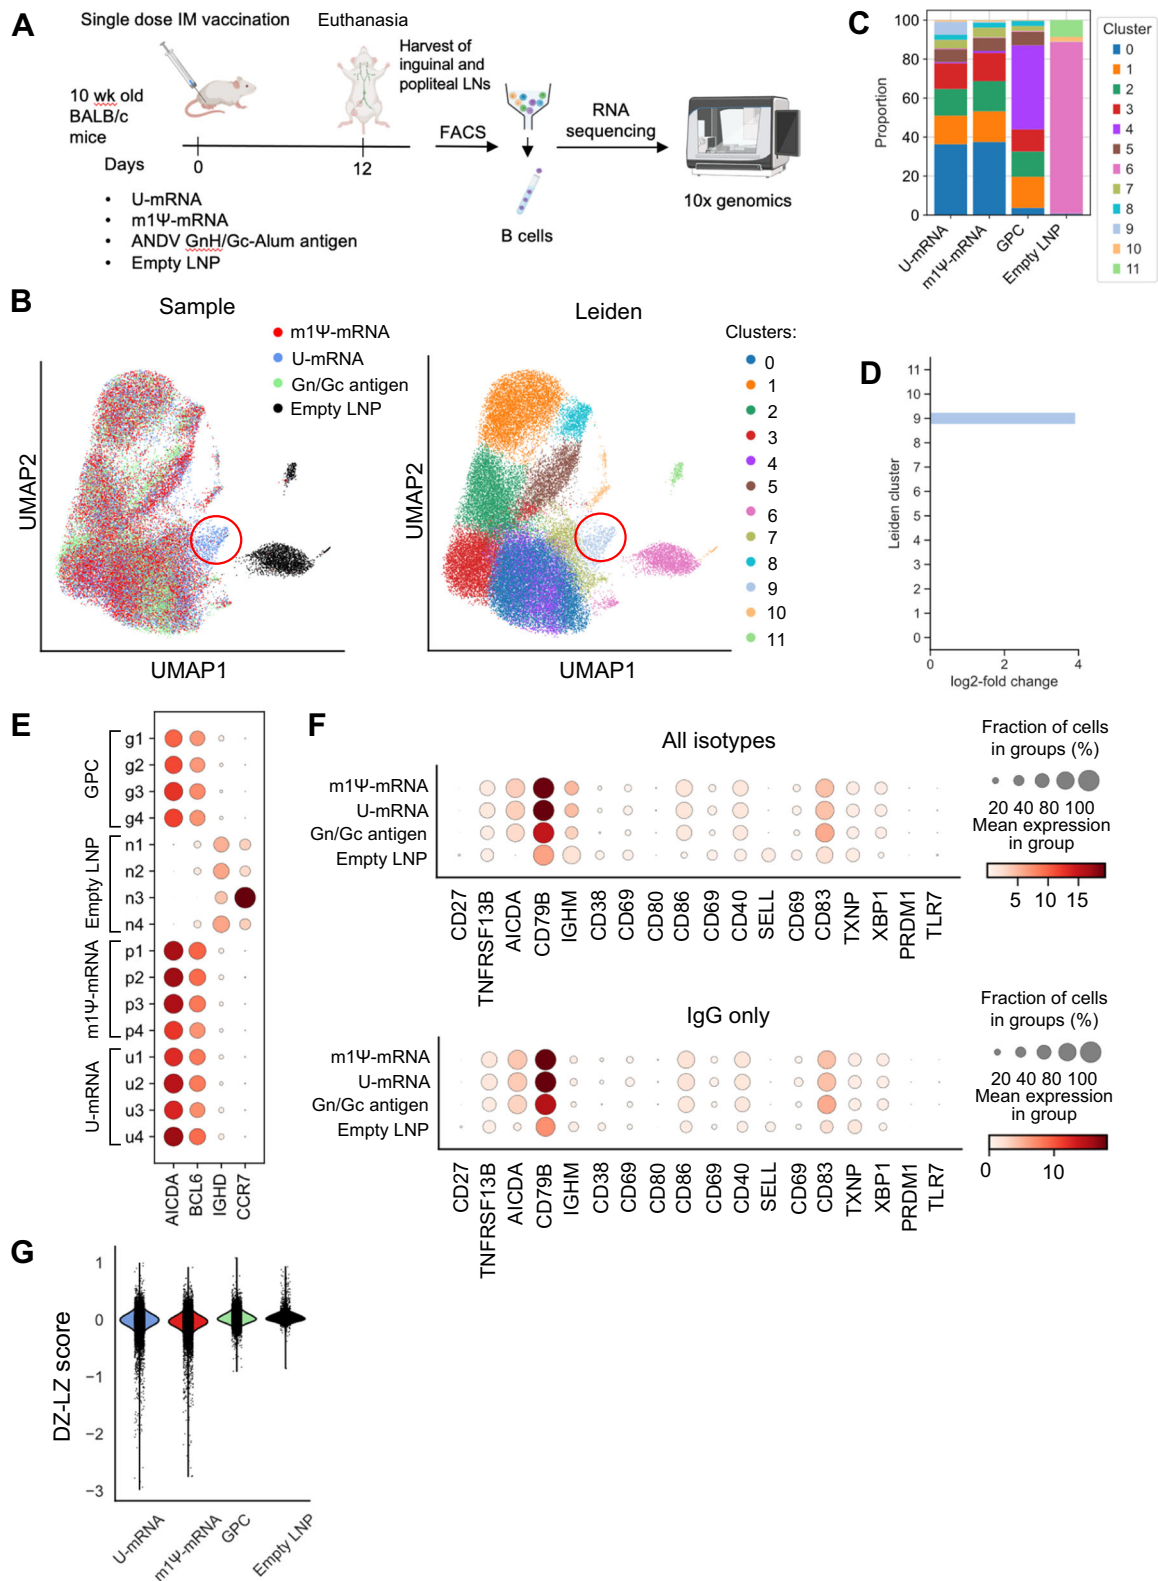 A
Single dose IM vaccination
Euthanasia
Harvest of
inguinal and
popliteal LNs
10 wk old
BALB/c
mice
Days
0
12
FACS
RNA
sequencing
B cells
10x genomics
• U-mRNA
• m1Ψ-mRNA
• ANDV GnH/Gc-Alum antigen
• Empty LNP
C
Proportion
100
80
60
40
20
0
U-mRNA
m1Ψ-mRNA
GPC
Empty LNP
Cluster
0
1
2
3
4
5
6
7
8
9
10
11
B
Sample
m1Ψ-mRNA
U-mRNA
Gn/Gc antigen
Empty LNP
UMAP2
UMAP1
Leiden
UMAP2
UMAP1
Clusters:
0
1
2
3
4
5
6
7
8
9
10
11
D
Leiden cluster
11
10
9
8
7
6
5
4
3
2
1
0
0 2 4
log2-fold change
E
GPC
g1
g2
g3
g4
Empty LNP
n1
n2
n3
n4
m1Ψ-mRNA
p1
p2
p3
p4
U-mRNA
u1
u2
u3
u4
AICDA
BCL6
IGHD
CCR7
F
All isotypes
m1Ψ-mRNA
U-mRNA
Gn/Gc antigen
Empty LNP
CD27
TNFRSF13B
AICDA
CD79B
IGHM
CD38
CD69
CD80
CD86
CD69
CD40
SELL
CD69
CD83
TXNP
XBP1
PRDM1
TLR7
Fraction of cells
in groups (%)
20 40 80 100
Mean expression
in group
5 10 15
IgG only
m1Ψ-mRNA
U-mRNA
Gn/Gc antigen
Empty LNP
CD27
TNFRSF13B
AICDA
CD79B
IGHM
CD38
CD69
CD80
CD86
CD69
CD40
SELL
CD69
CD83
TXNP
XBP1
PRDM1
TLR7
Fraction of cells
in groups (%)
20 40 80 100
Mean expression
in group
0 10
G
DZ-LZ score
1
0
−1
−2
−3
U-mRNA
m1Ψ-mRNA
GPC
Empty LNP